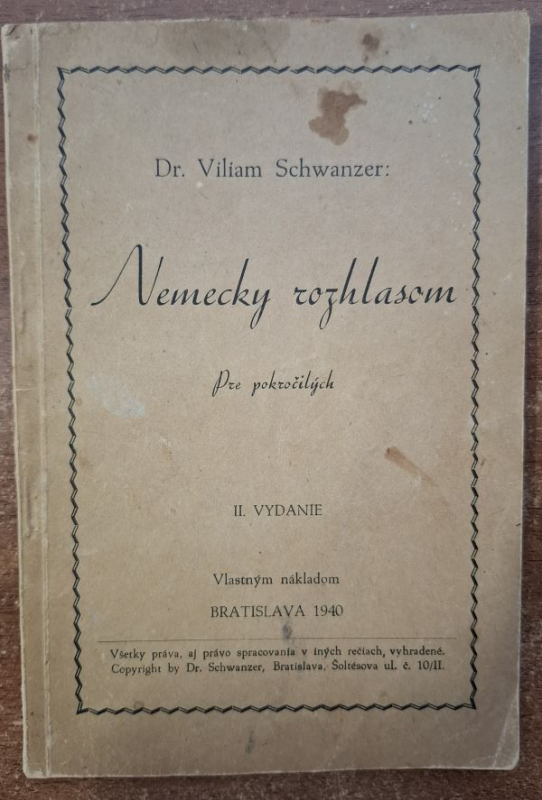 Dr. Viliam Schwanzer:
Nemecky rozhlasom
Pre pokročilých
II. VYDANIE
Vlastným nákladom
BRATISLAVA 1940
Všetky práva, aj právo spracovania v iných rečiach, vyhradené.
Copyright by Dr. Schwanzer, Bratislava, Šoltésova ul. č. 10/II.